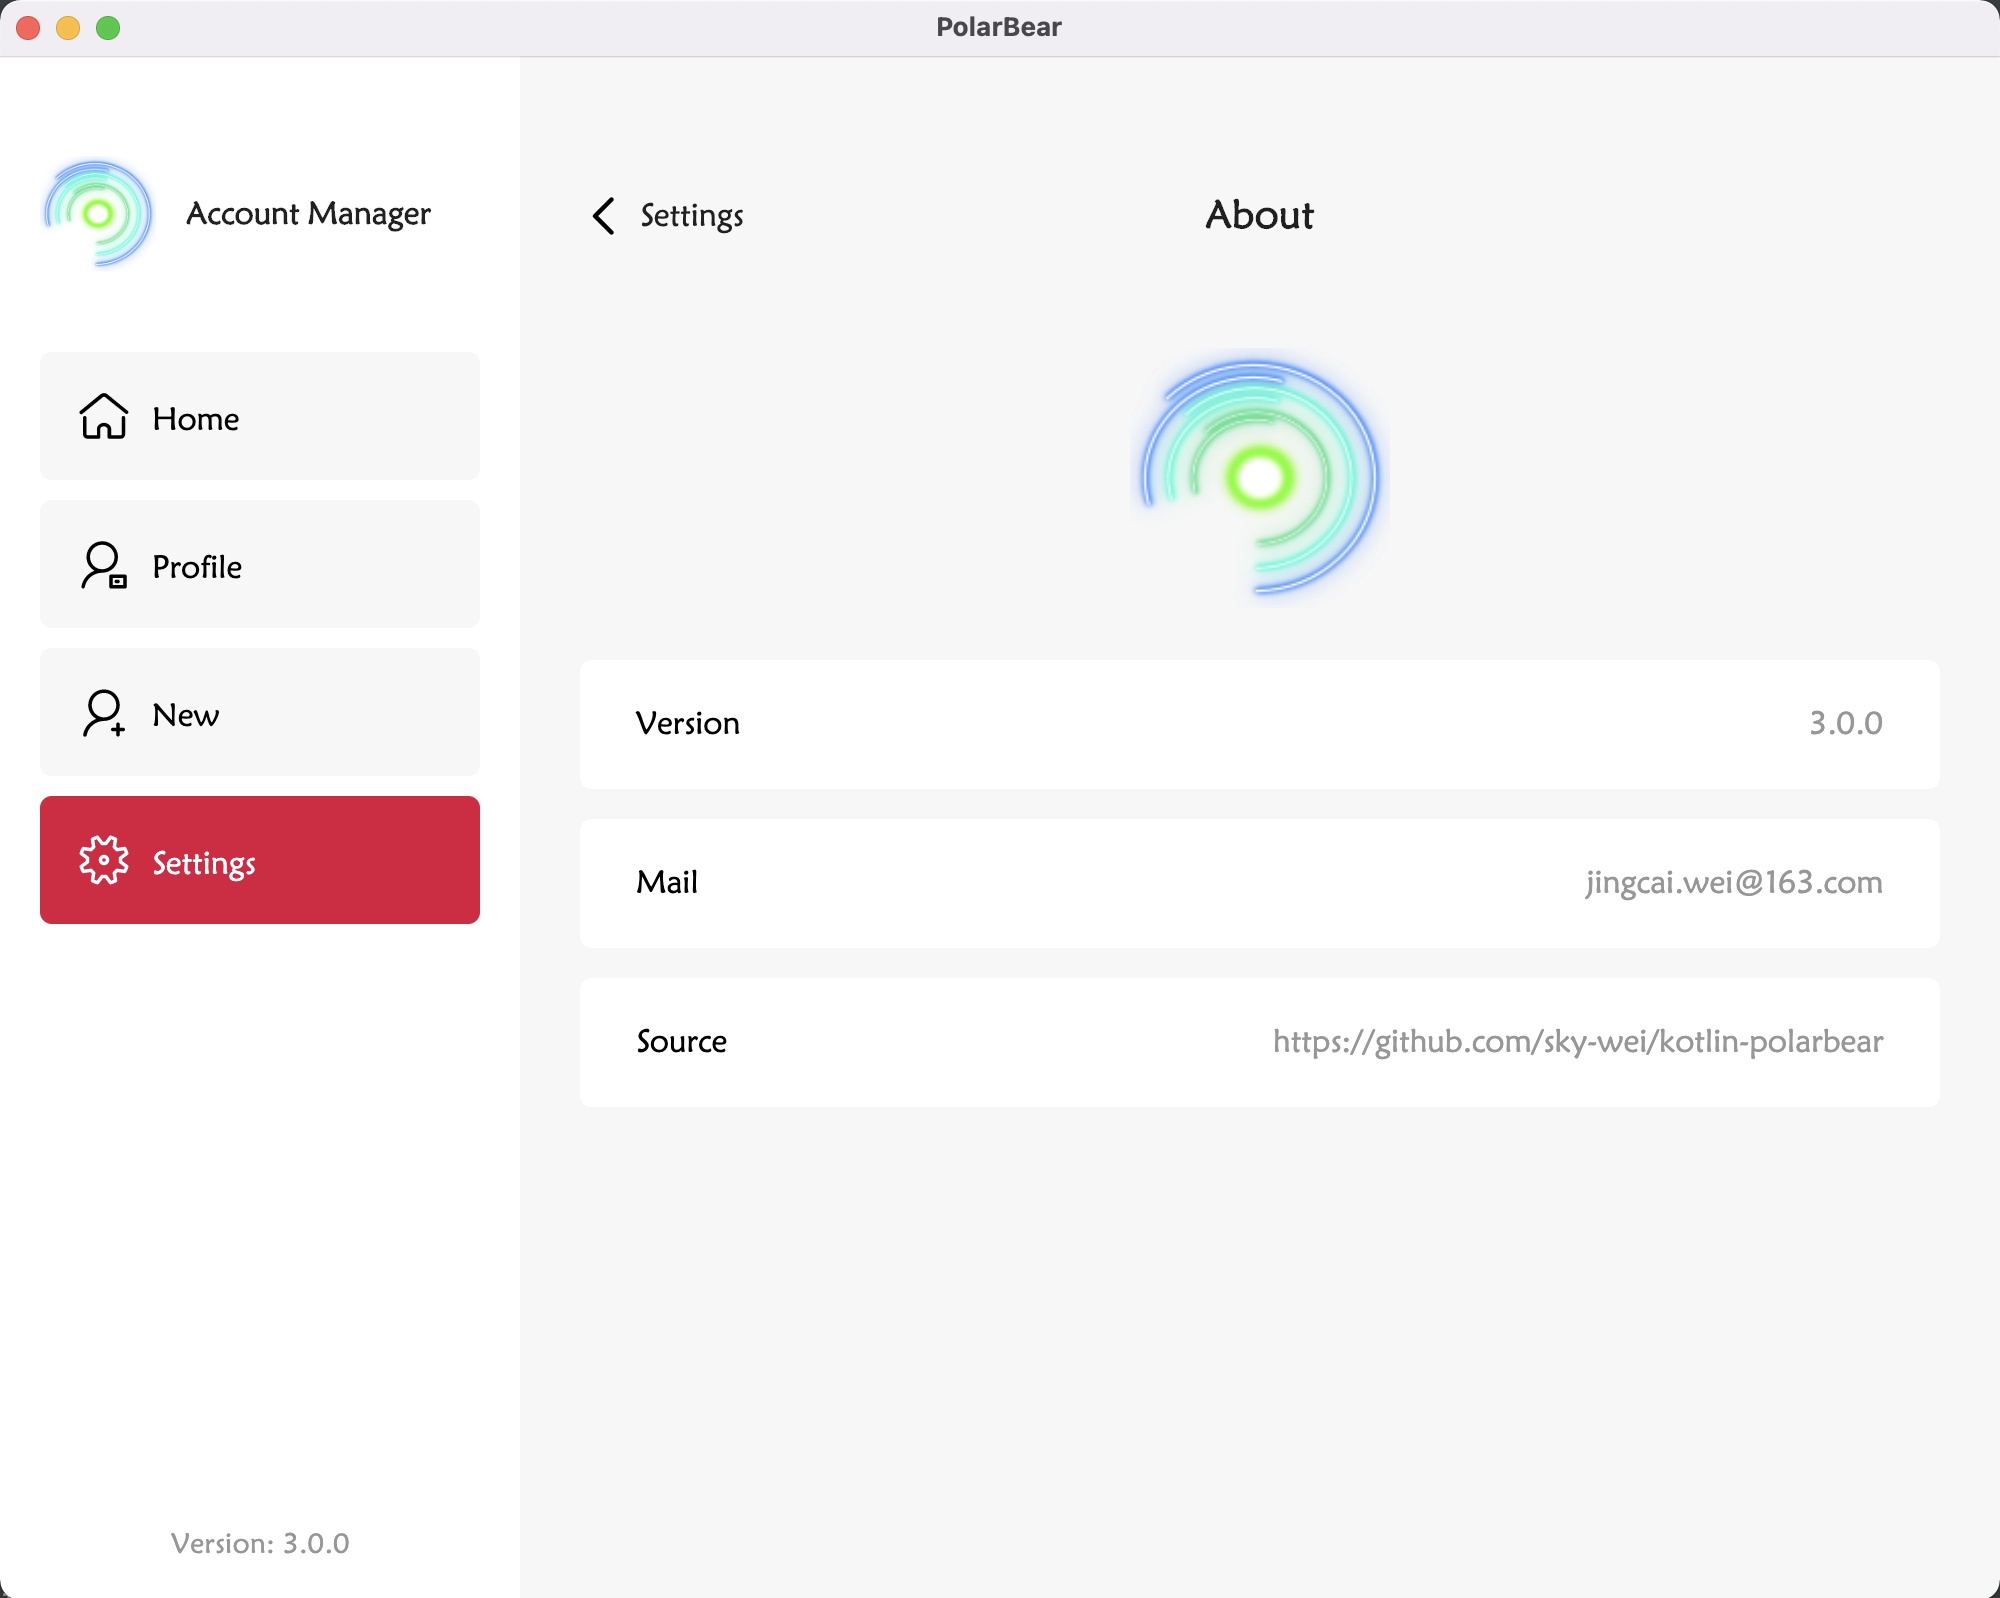 PolarBear
Account Manager
Home
Profile
New
Settings
Version: 3.0.0
Settings
About
Version
3.0.0
Mail
jingcai.wei@163.com
Source
https://github.com/sky-wei/kotlin-polarbear